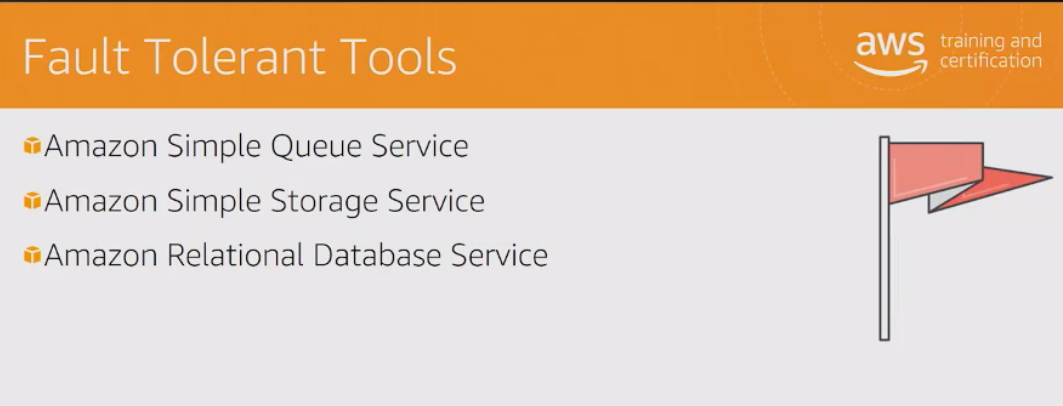 Fault Tolerant Tools
aws training and
certification
Amazon Simple Queue Service
Amazon Simple Storage Service
Amazon Relational Database Service